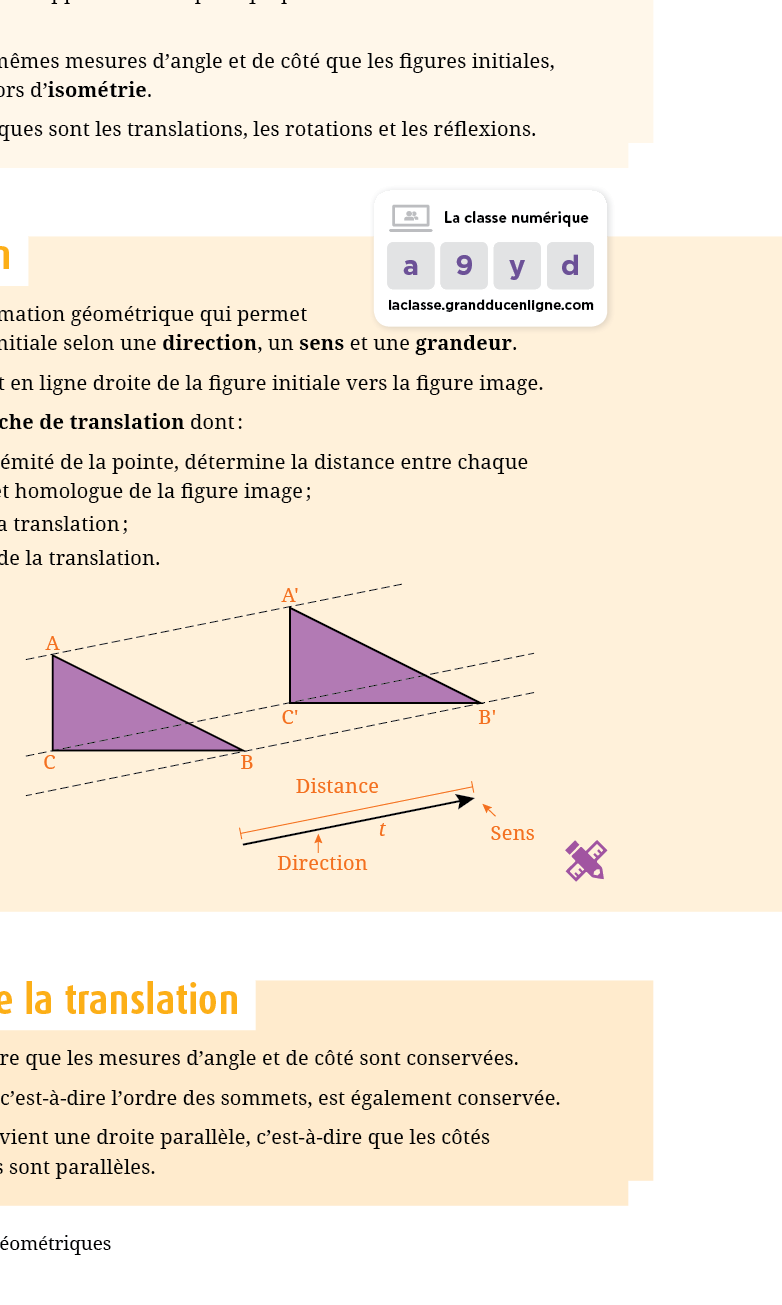 mêmes mesures d’angle et de côté que les figures initiales,
ors d’isométrie.
ques sont les translations, les rotations et les réflexions.
La classe numérique
a 9 y d
laclasse.grandducenligne.com
n
mation géométrique qui permet
nitiale selon une direction, un sens et une grandeur.
t en ligne droite de la figure initiale vers la figure image.
che de translation dont :
émité de la pointe, détermine la distance entre chaque
et homologue de la figure image ;
a translation ;
de la translation.
A'
A
C'
B'
C
B
Distance
t
Sens
Direction
e la translation
re que les mesures d’angle et de côté sont conservées.
c’est-à-dire l’ordre des sommets, est également conservée.
vient une droite parallèle, c’est-à-dire que les côtés
s sont parallèles.
éométriques